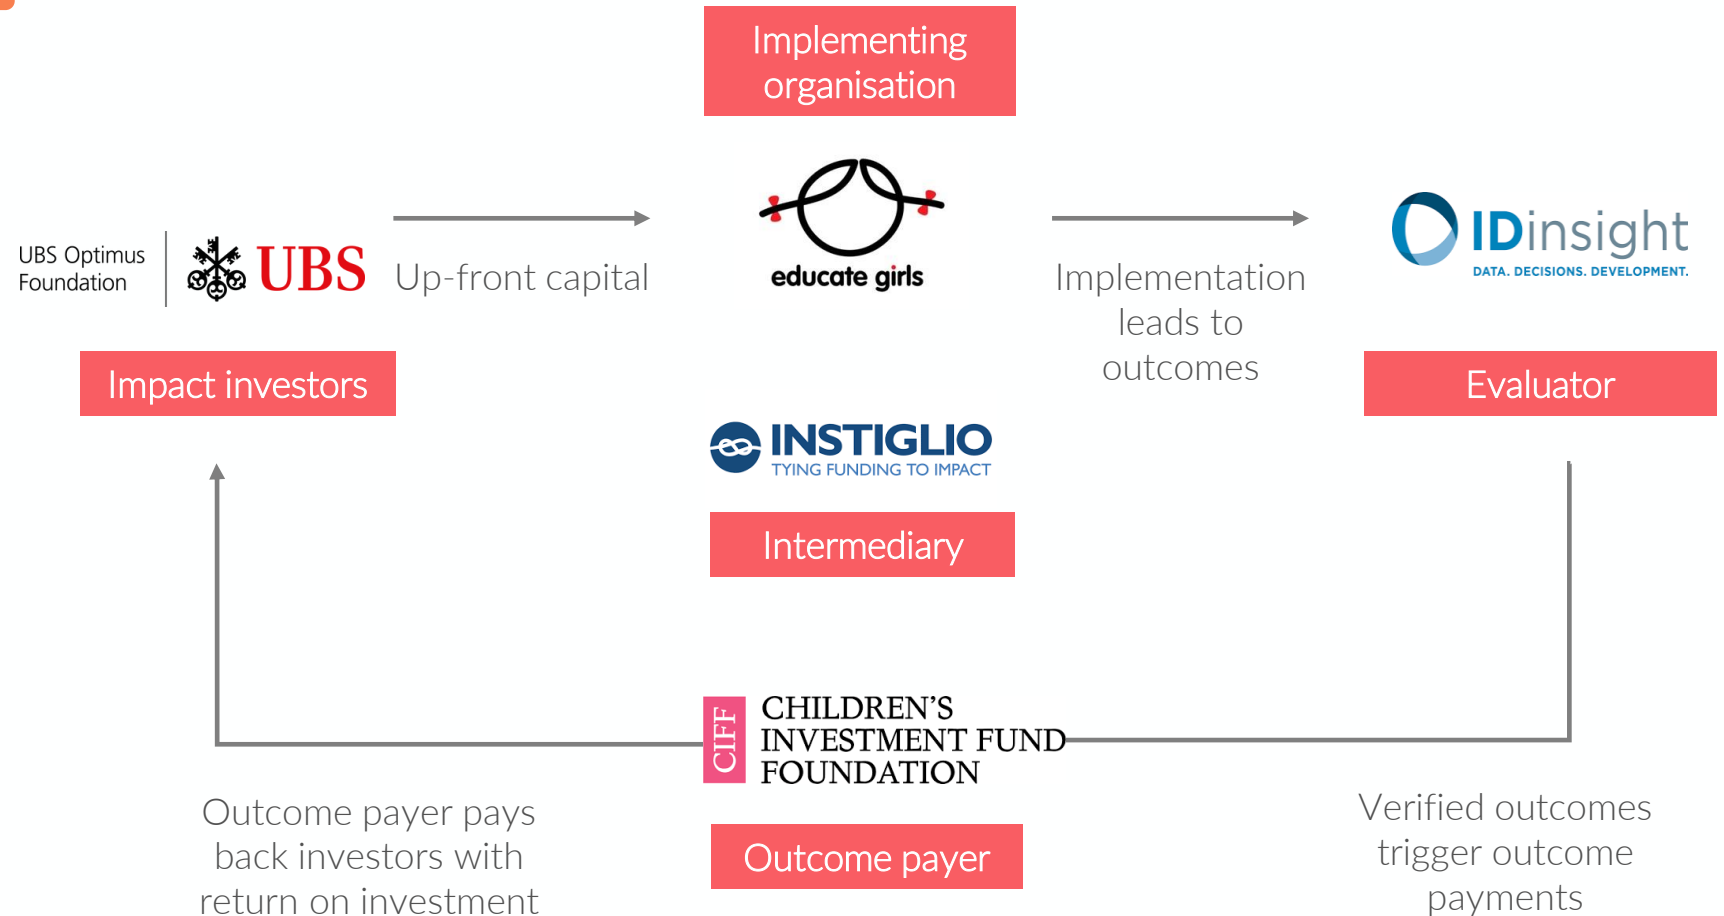 Implementing
organisation
educate girls
UBS Optimus
Foundation
UBS
Up-front capital
Implementation
leads to
outcomes
IDinsight
DATA. DECISIONS. DEVELOPMENT.
Impact investors
Evaluator
INSTIGLIO
TYING FUNDING TO IMPACT
Intermediary
CIFF
CHILDREN'S
INVESTMENT FUND
FOUNDATION
Outcome payer
Outcome payer pays
back investors with
return on investment
Verified outcomes
trigger outcome
payments